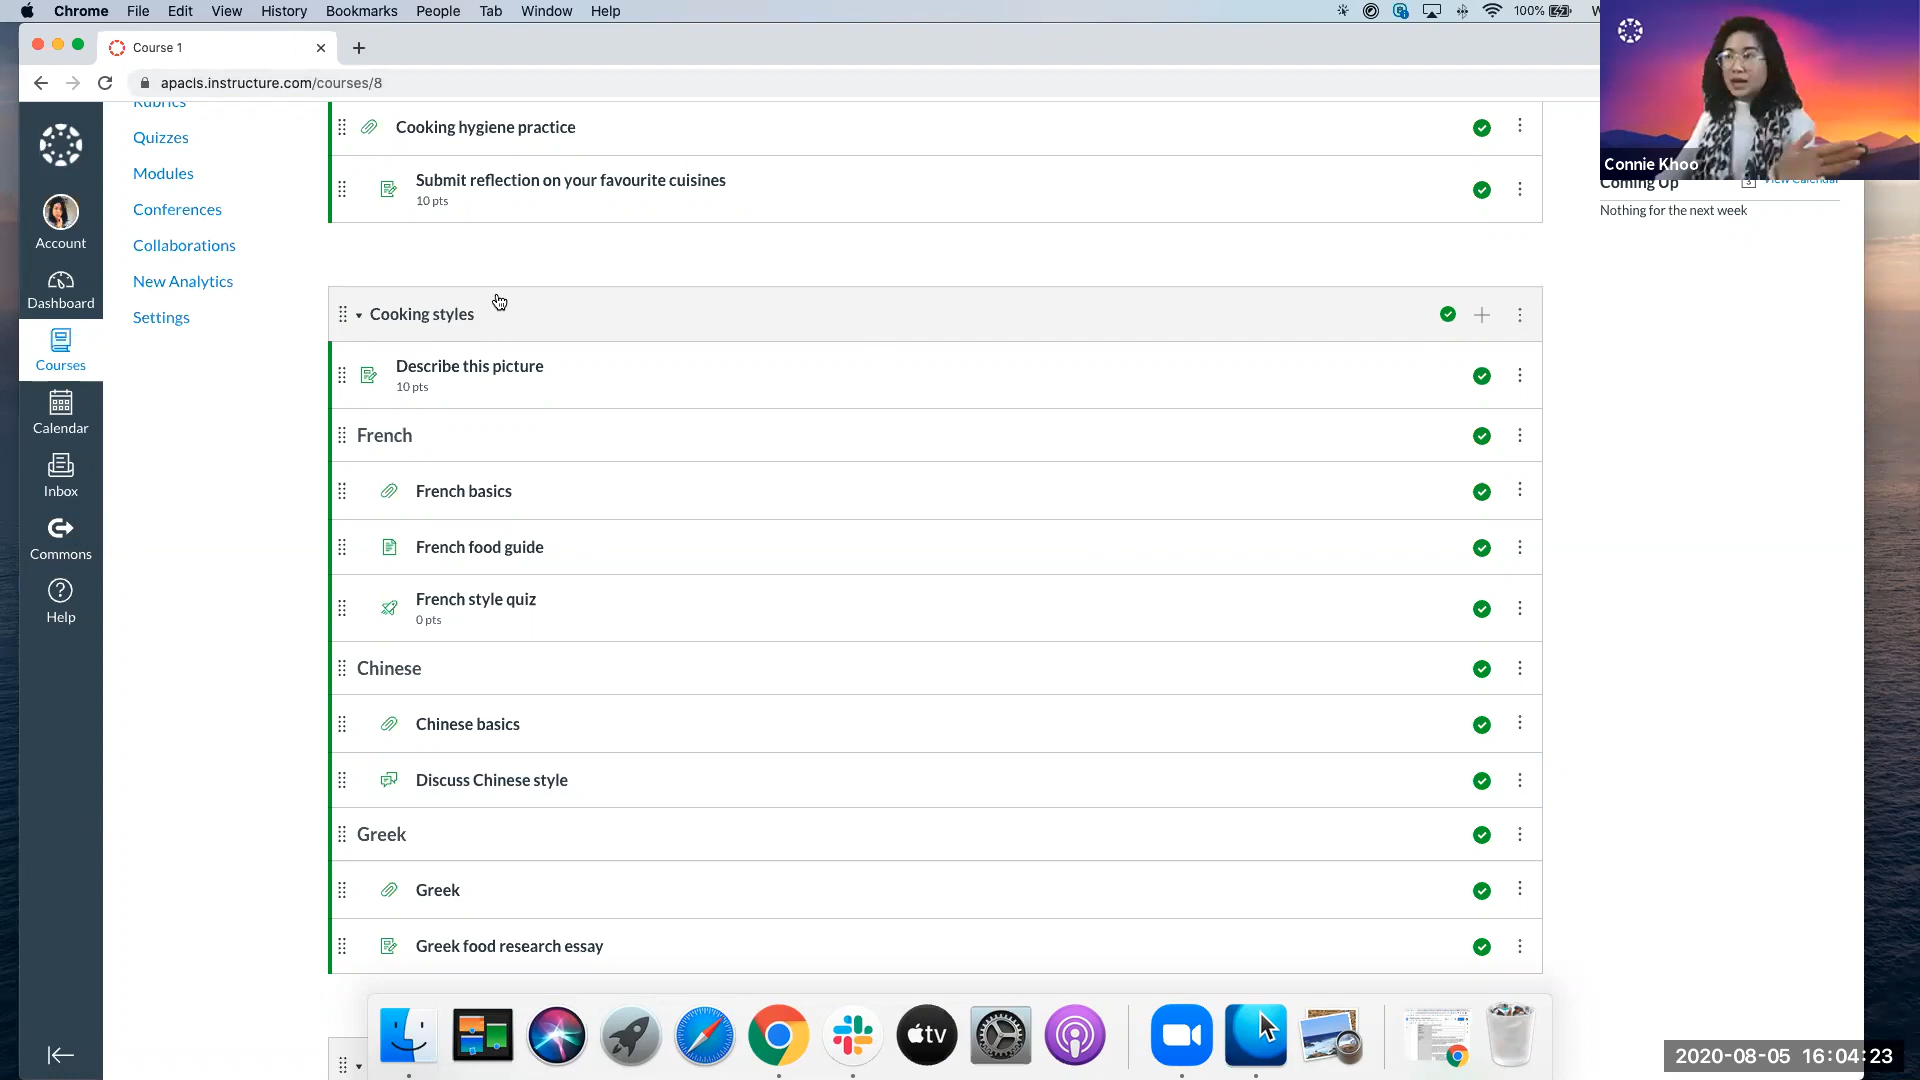 Chrome File Edit View History Bookmarks People Tab Window Help
100%
Course 1
apacls.instructure.com/courses/8
Connie Khoo
Account
Dashboard
Courses
Calendar
Inbox
Commons
Help
Rubrics
Quizzes
Modules
Conferences
Collaborations
New Analytics
Settings
Cooking hygiene practice
Submit reflection on your favourite cuisines
10 pts
Cooking styles
Describe this picture
10 pts
French
French basics
French food guide
French style quiz
0 pts
Chinese
Chinese basics
Discuss Chinese style
Greek
Greek
Greek food research essay
Coming Up
View Calendar
Nothing for the next week
tv
2020-08-05 16:04:23